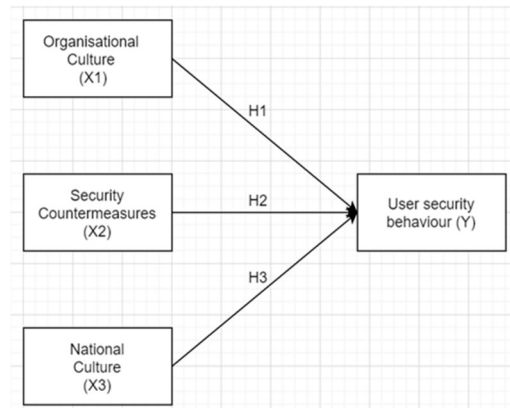 Organisational
Culture
(X1)
H1
Security
Countermeasures
(X2)
H2
User security
behaviour (Y)
H3
National
Culture
(X3)